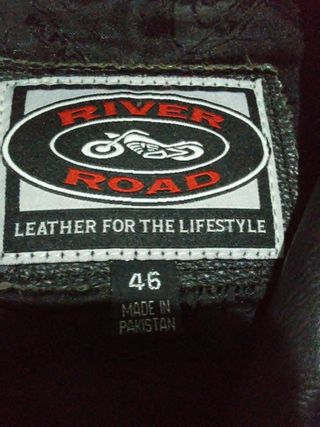 RIVER
ROAD
LEATHER FOR THE LIFESTYLE
46
MADE IN
PAKISTAN